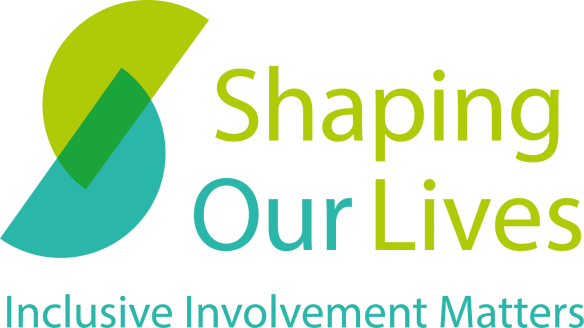 Shaping
Our Lives
Inclusive Involvement Matters